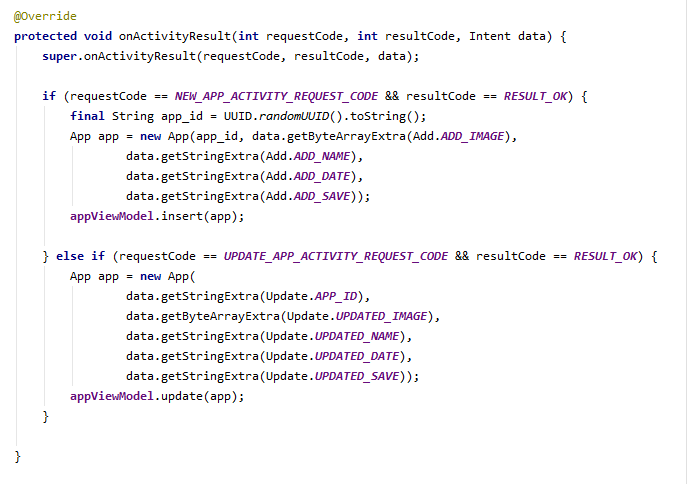 @Override
protected void onActivityResult(int requestCode, int resultCode, Intent data) {
super.onActivityResult(requestCode, resultCode, data);
if (requestCode == NEW_APP_ACTIVITY_REQUEST_CODE && resultCode == RESULT_OK) {
final String app_id = UUID.randomUUID().toString();
App app = new App(app_id, data.getByteArrayExtra(Add.ADD_IMAGE),
data.getStringExtra(Add.ADD_NAME),
data.getStringExtra(Add.ADD_DATE),
data.getStringExtra(Add.ADD_SAVE));
appViewModel.insert(app);
} else if (requestCode == UPDATE_APP_ACTIVITY_REQUEST_CODE && resultCode == RESULT_OK) {
App app = new App(
data.getStringExtra(Update.APP_ID),
data.getByteArrayExtra(Update.UPDATED_IMAGE),
data.getStringExtra(Update.UPDATED_NAME),
data.getStringExtra(Update.UPDATED_DATE),
data.getStringExtra(Update.UPDATED_SAVE));
appViewModel.update(app);
}
}